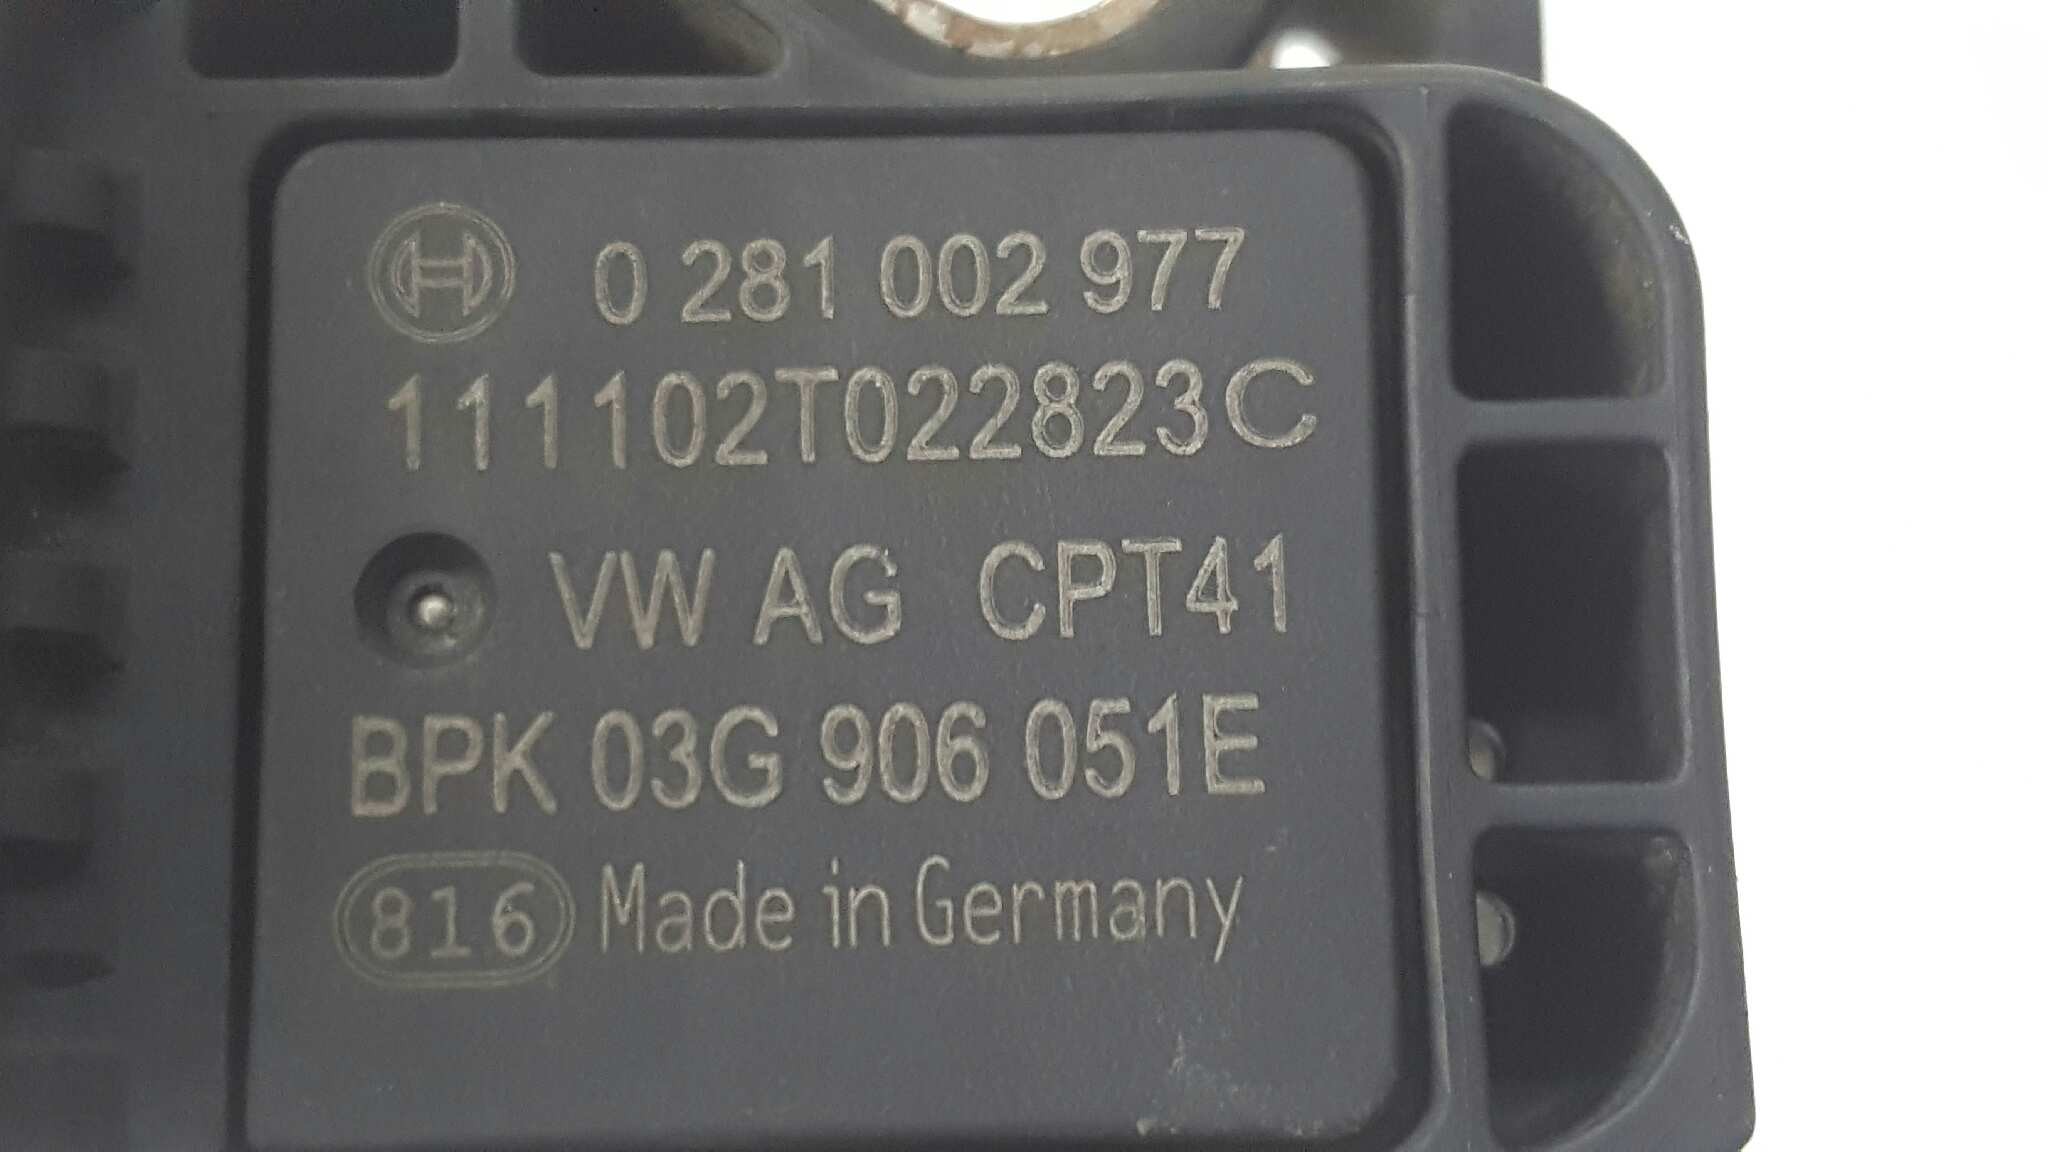 0 281 002 977
111102T022823C
VW AG CPT41
BPK 03G 906 051E
816 Made in Germany